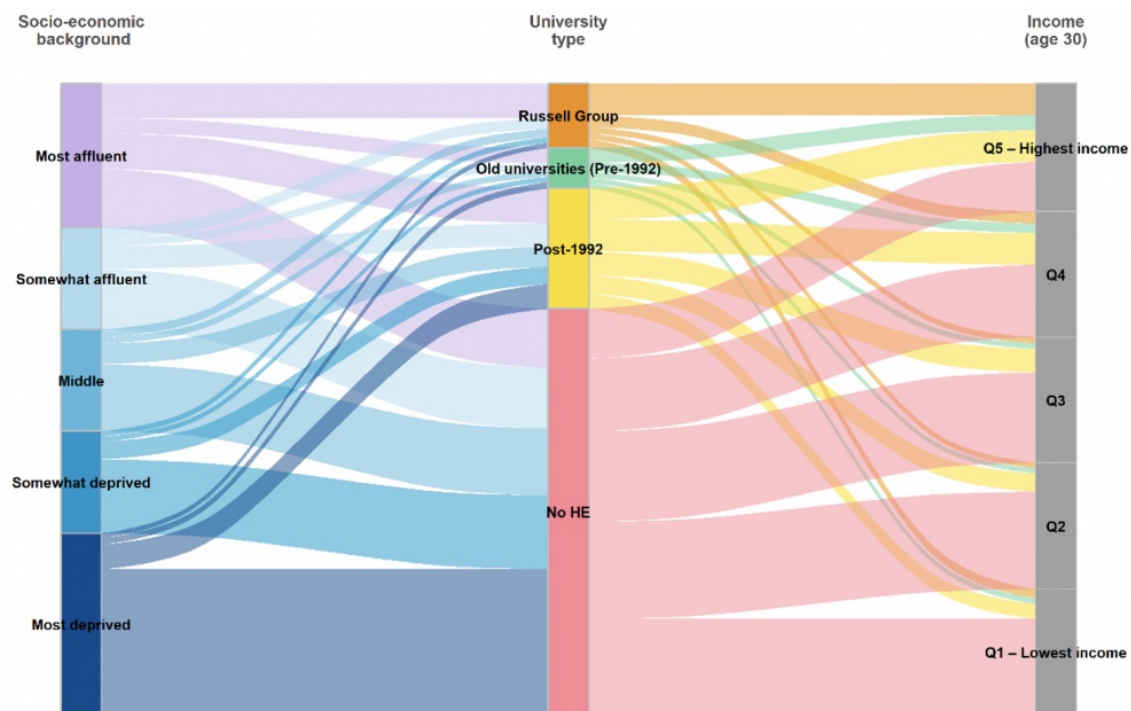 Socio-economic
background
University
type
Income
(age 30)
Most affluent
Somewhat affluent
Middle
Somewhat deprived
Most deprived
Russell Group
Old universities (Pre-1992)
Post-1992
No HE
Q5 – Highest income
Q4
Q3
Q2
Q1 – Lowest income